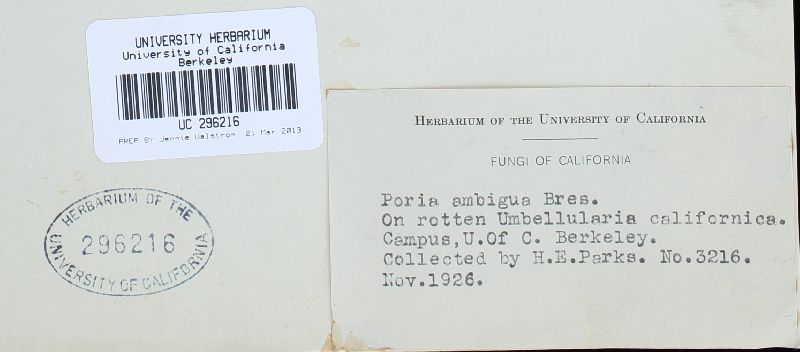 UNIVERSITY HERBARIUM
University of California
Berkeley
UC 296216
PREP BY Jennie Walstrom, 21 Mar 2013
HERBARIUM OF THE
296216
UNIVERSITY OF CALIFORNIA
HERBARIUM OF THE UNIVERSITY OF CALIFORNIA
FUNGI OF CALIFORNIA
Poria ambigua Bres.
On rotten Umbellularia californica.
Campus,U.Of C. Berkeley.
Collected by H.E.Parks. No.3216.
Nov.1926.